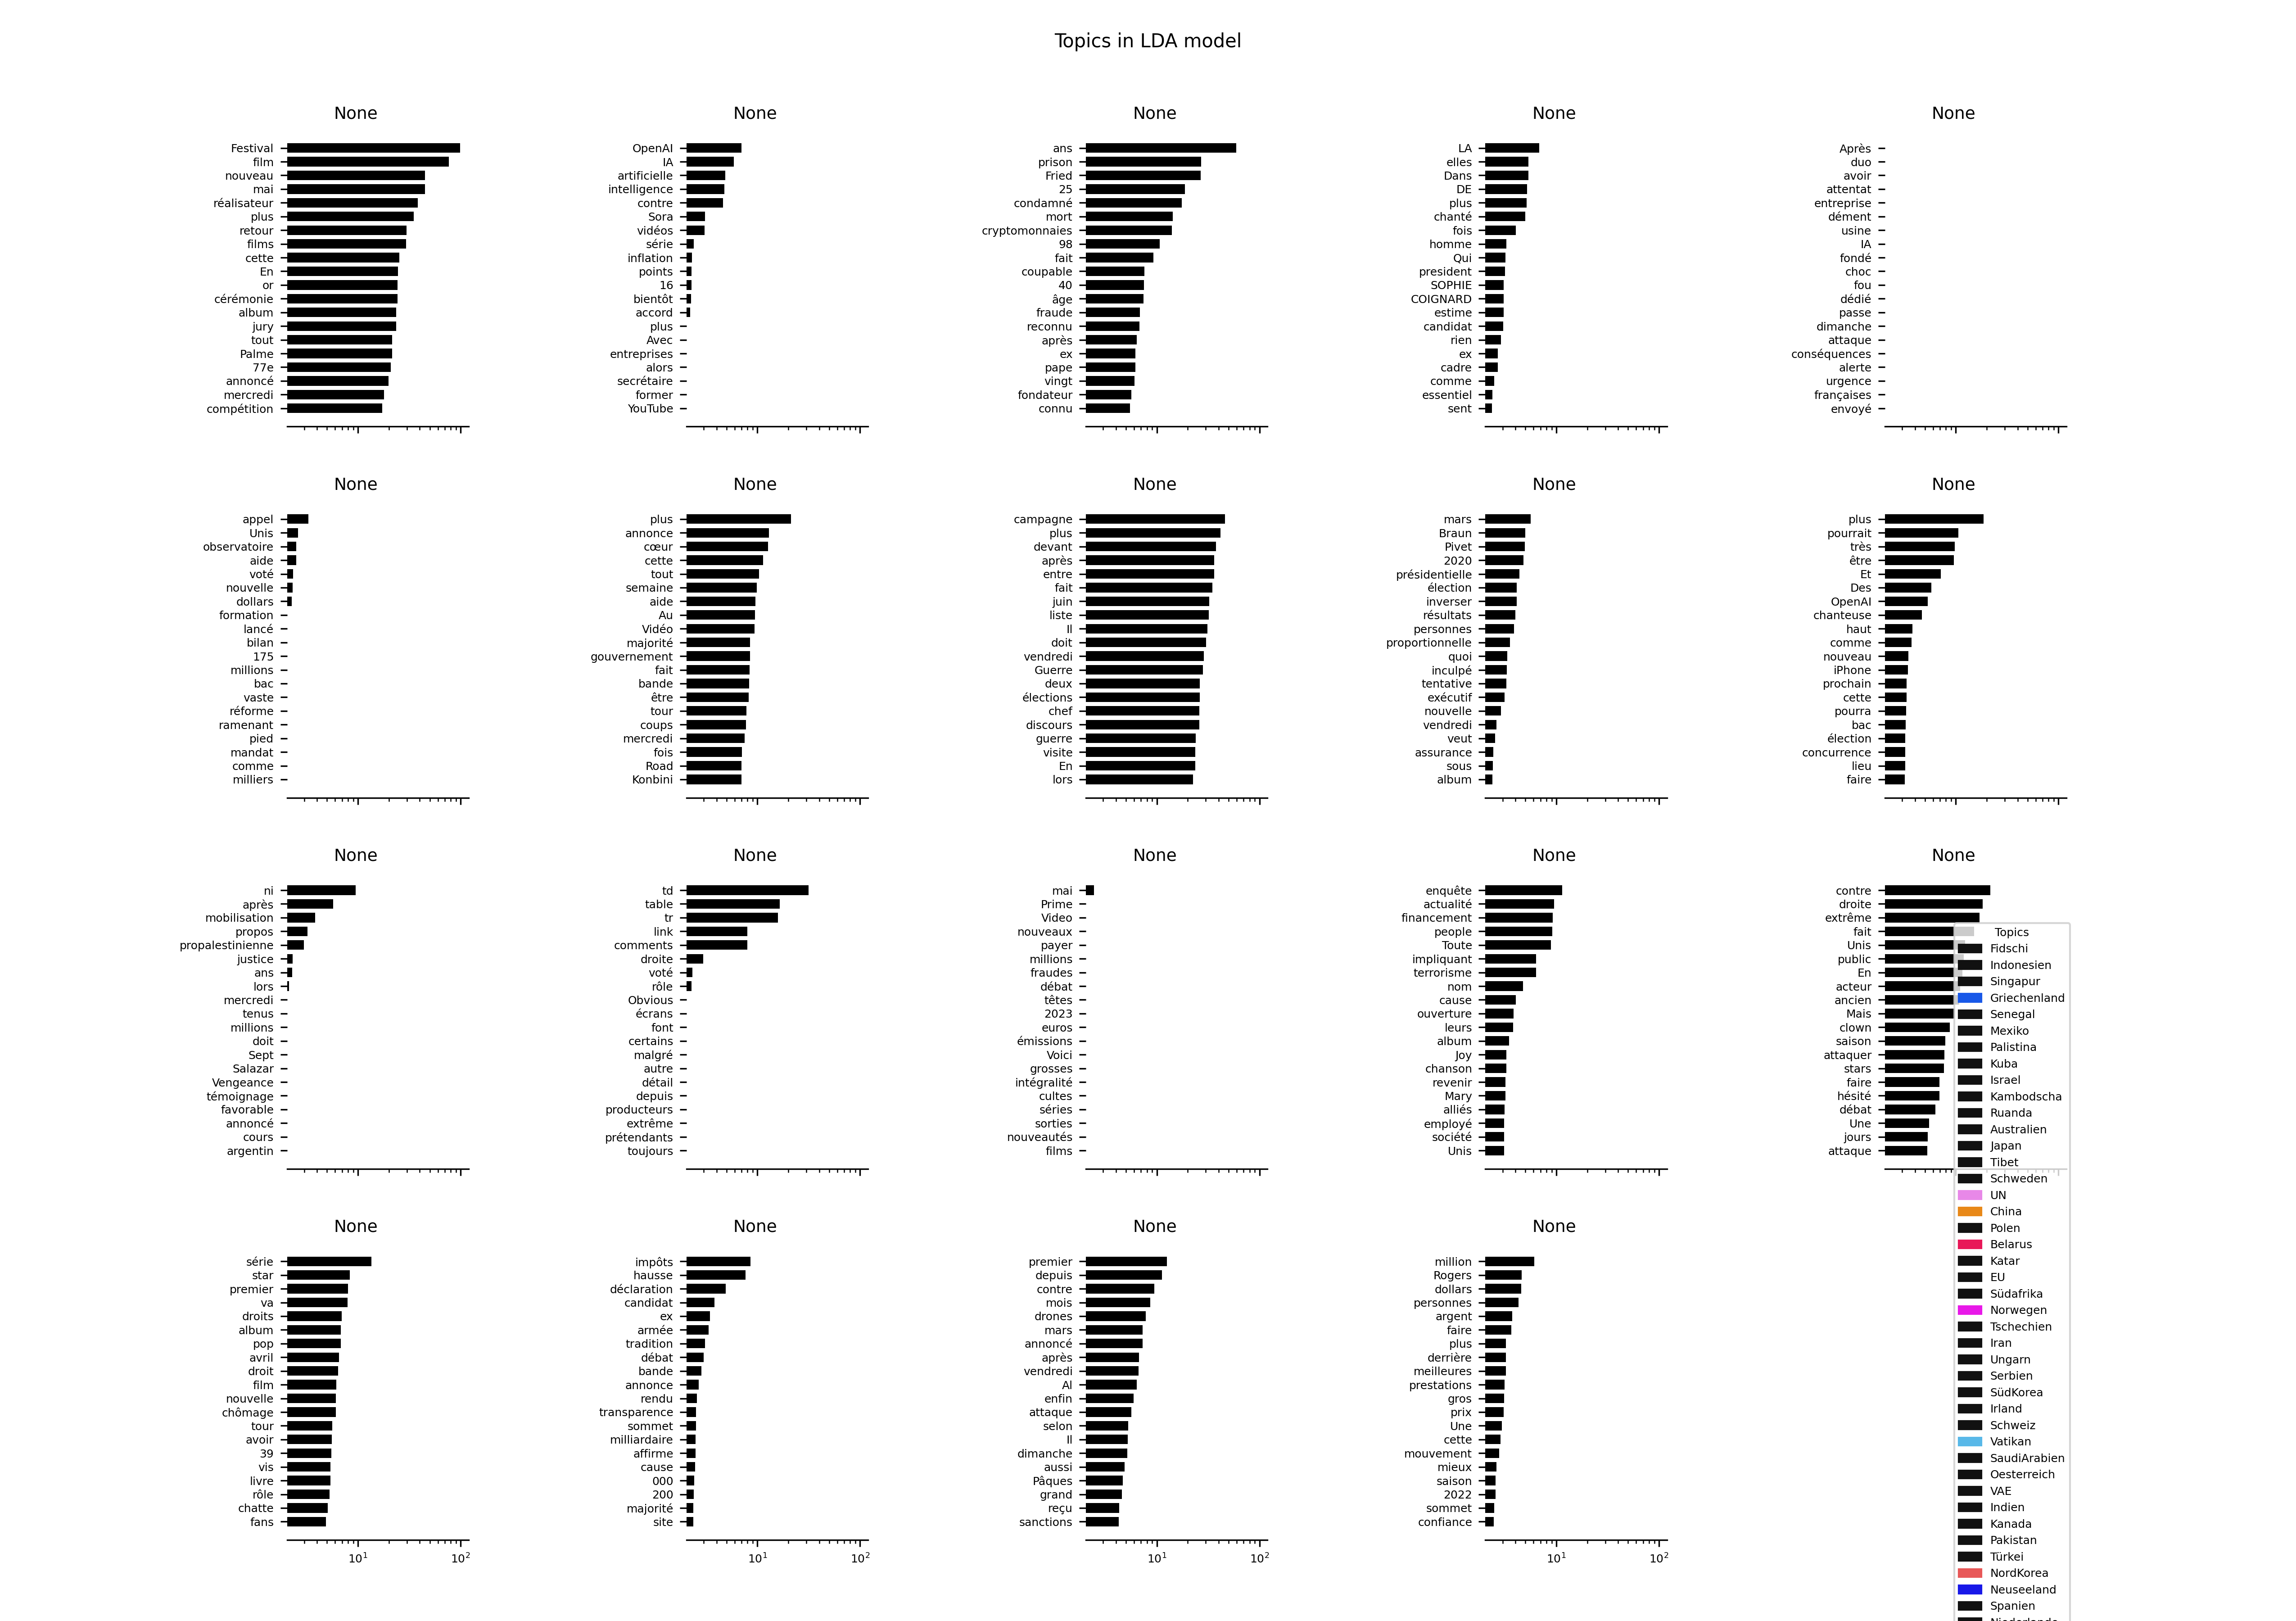 Topics in LDA model
None
Festival
film
nouveau
mai
réalisateur
plus
retour
films
cette
En
or
cérémonie
album
jury
tout
Palme
77e
annoncé
mercredi
compétition
None
OpenAI
IA
artificielle
intelligence
contre
Sora
vidéos
série
inflation
points
16
bientôt
accord
plus
Avec
entreprises
alors
secrétaire
former
YouTube
None
ans
prison
Fried
25
condamné
mort
cryptomonnaies
98
fait
coupable
40
âge
fraude
reconnu
après
ex
pape
vingt
fondateur
connu
None
LA
elles
Dans
DE
plus
chanté
fois
homme
Qui
president
SOPHIE
COIGNARD
estime
candidat
rien
ex
cadre
comme
essentiel
sent
None
Après
duo
avoir
attentat
entreprise
dément
usine
IA
fondé
choc
fou
dédié
passe
dimanche
attaque
conséquences
alerte
urgence
françaises
envoyé
None
appel
Unis
observatoire
aide
voté
nouvelle
dollars
formation
lancé
bilan
175
millions
bac
vaste
réforme
ramenant
pied
mandat
comme
milliers
None
plus
annonce
cœur
cette
tout
semaine
aide
Au
Vidéo
majorité
gouvernement
fait
bande
être
tour
coups
mercredi
fois
Road
Konbini
None
campagne
plus
devant
après
entre
fait
juin
liste
Il
doit
vendredi
Guerre
deux
élections
chef
discours
guerre
visite
En
lors
None
mars
Braun
Pivet
2020
présidentielle
élection
inverser
résultats
personnes
proportionnelle
quoi
inculpé
tentative
exécutif
nouvelle
vendredi
veut
assurance
sous
album
None
plus
pourrait
très
être
Et
Des
OpenAI
chanteuse
haut
comme
nouveau
iPhone
prochain
cette
pourra
bac
élection
concurrence
lieu
faire
None
ni
après
mobilisation
propos
propalestinienne
justice
ans
lors
mercredi
tenus
millions
doit
Sept
Salazar
Vengeance
témoignage
favorable
annoncé
cours
argentin
None
td
table
tr
link
comments
droite
voté
rôle
Obvious
écrans
font
certains
malgré
autre
détail
depuis
producteurs
extrême
prétendants
toujours
None
mai
Prime
Video
nouveaux
payer
millions
fraudes
débat
têtes
2023
euros
émissions
Voici
grosses
intégralité
cultes
séries
sorties
nouveautés
films
None
enquête
actualité
financement
people
Toute
impliquant
terrorisme
nom
cause
ouverture
leurs
album
Joy
chanson
revenir
Mary
alliés
employé
société
Unis
None
contre
droite
extrême
fait
Unis
public
En
acteur
ancien
Mais
clown
saison
attaquer
stars
faire
hésité
débat
Une
jours
attaque
None
série
star
premier
va
droits
album
pop
avril
droit
film
nouvelle
chômage
tour
avoir
39
vis
livre
rôle
chatte
fans
10¹ 10²
None
impôts
hausse
déclaration
candidat
ex
armée
tradition
débat
bande
annonce
rendu
transparence
sommet
milliardaire
affirme
cause
000
200
majorité
site
10¹ 10²
None
premier
depuis
contre
mois
drones
mars
annoncé
après
vendredi
Al
enfin
attaque
selon
Il
dimanche
aussi
Pâques
grand
reçu
sanctions
10¹ 10²
None
million
Rogers
dollars
personnes
argent
faire
plus
derrière
meilleures
prestations
gros
prix
Une
cette
mouvement
mieux
saison
2022
sommet
confiance
10¹ 10²
Topics
Fidschi
Indonesien
Singapur
Griechenland
Senegal
Mexiko
Palistina
Kuba
Israel
Kambodscha
Ruanda
Australien
Japan
Tibet
Schweden
UN
China
Polen
Belarus
Katar
EU
Südafrika
Norwegen
Tschechien
Iran
Ungarn
Serbien
SüdKorea
Irland
Schweiz
Vatikan
SaudiArabien
Oesterreich
VAE
Indien
Kanada
Pakistan
Türkei
NordKorea
Neuseeland
Spanien